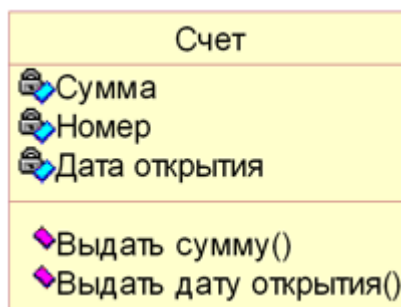 Счет
Сумма
Номер
Дата открытия
Выдать сумму()
Выдать дату открытия()